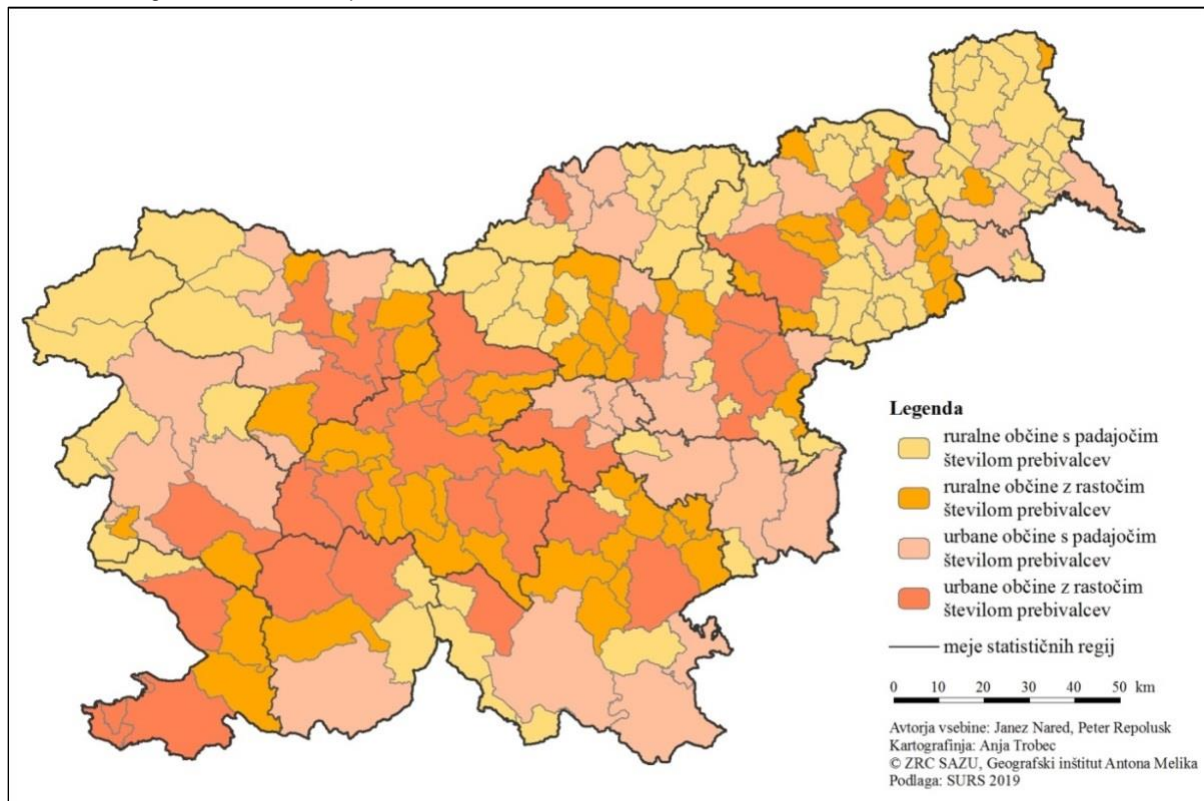 Legenda
ruralne občine s padajočim
številom prebivalcev
ruralne občine z rastočim
številom prebivalcev
urbane občine s padajočim
številom prebivalcev
urbane občine z rastočim
številom prebivalcev
meje statističnih regij
0 10 20 30 40 50 km
Avtorja vsebine: Janez Nared, Peter Repolusk
Kartografinja: Anja Trobec
© ZRC SAZU, Geografski inštitut Antona Melika
Podlaga: SURS 2019